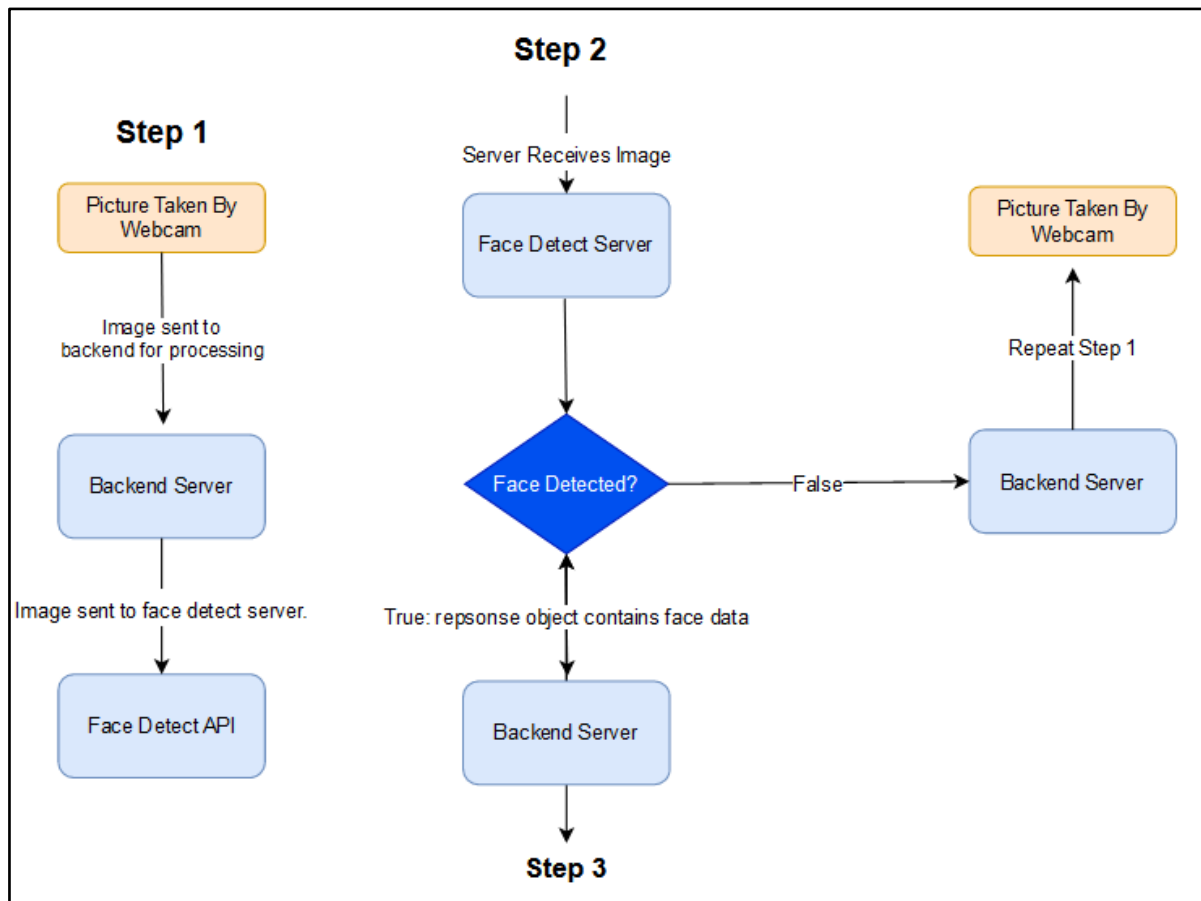 Step 1
Picture Taken By
Webcam
Image sent to
backend for processing
Backend Server
Image sent to face detect server.
Face Detect API
Step 2
Server Receives Image
Face Detect Server
Face Detected?
False
True: repsonse object contains face data
Backend Server
Step 3
Picture Taken By
Webcam
Repeat Step 1
Backend Server